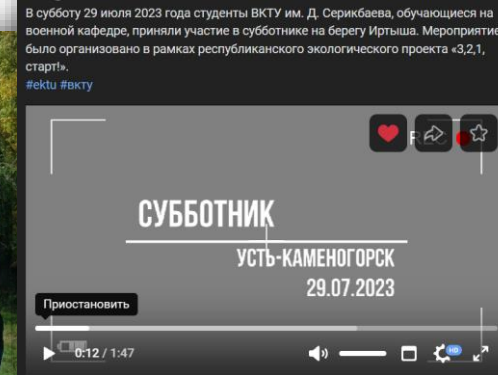 В субботу 29 июля 2023 года студенты ВКТУ им. Д. Серикбаева, обучающиеся на
военной кафедре, приняли участие в субботнике на берегу Иртыша. Мероприятие
было организовано в рамках республиканского экологического проекта «3,2,1,
старт!».
#ektu #вкту
REC
СУББОТНИК
УСТЬ-КАМЕНОГОРСК
29.07.2023
Приостановить
0:12 / 1:47
HD